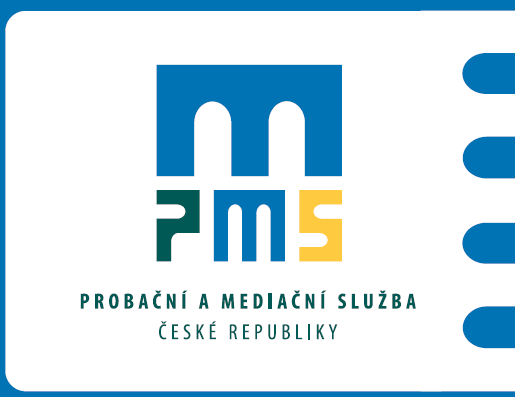 PMS
PROBAČNÍ A MEDIAČNÍ SLUŽBA
ČESKÉ REPUBLIKY